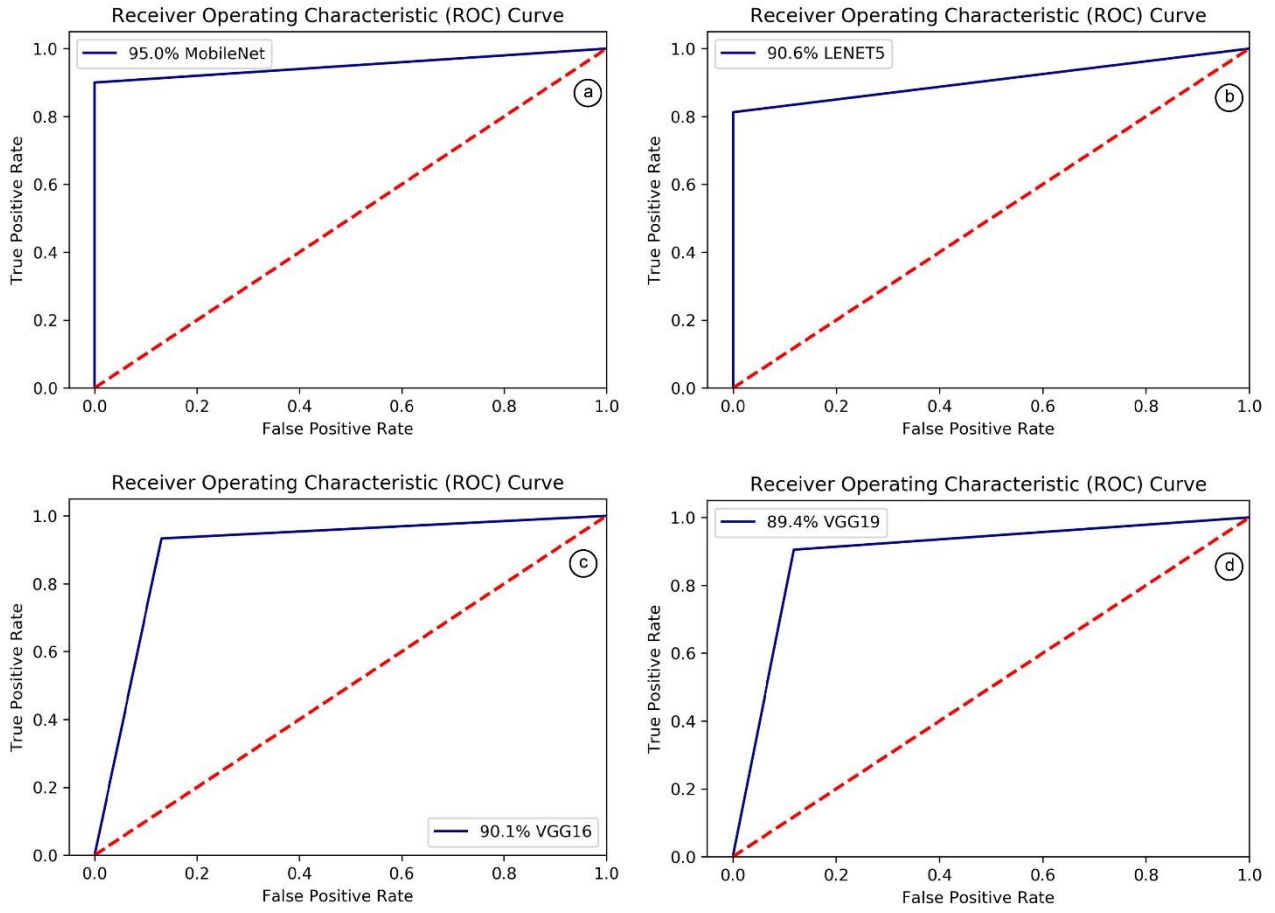 Receiver Operating Characteristic (ROC) Curve
95.0% MobileNet
a
True Positive Rate
1.0
0.8
0.6
0.4
0.2
0.0
0.0 0.2 0.4 0.6 0.8 1.0
False Positive Rate
Receiver Operating Characteristic (ROC) Curve
90.6% LENET5
b
True Positive Rate
1.0
0.8
0.6
0.4
0.2
0.0
0.0 0.2 0.4 0.6 0.8 1.0
False Positive Rate
Receiver Operating Characteristic (ROC) Curve
c
True Positive Rate
1.0
0.8
0.6
0.4
0.2
0.0
90.1% VGG16
0.0 0.2 0.4 0.6 0.8 1.0
False Positive Rate
Receiver Operating Characteristic (ROC) Curve
89.4% VGG19
d
True Positive Rate
1.0
0.8
0.6
0.4
0.2
0.0
0.0 0.2 0.4 0.6 0.8 1.0
False Positive Rate